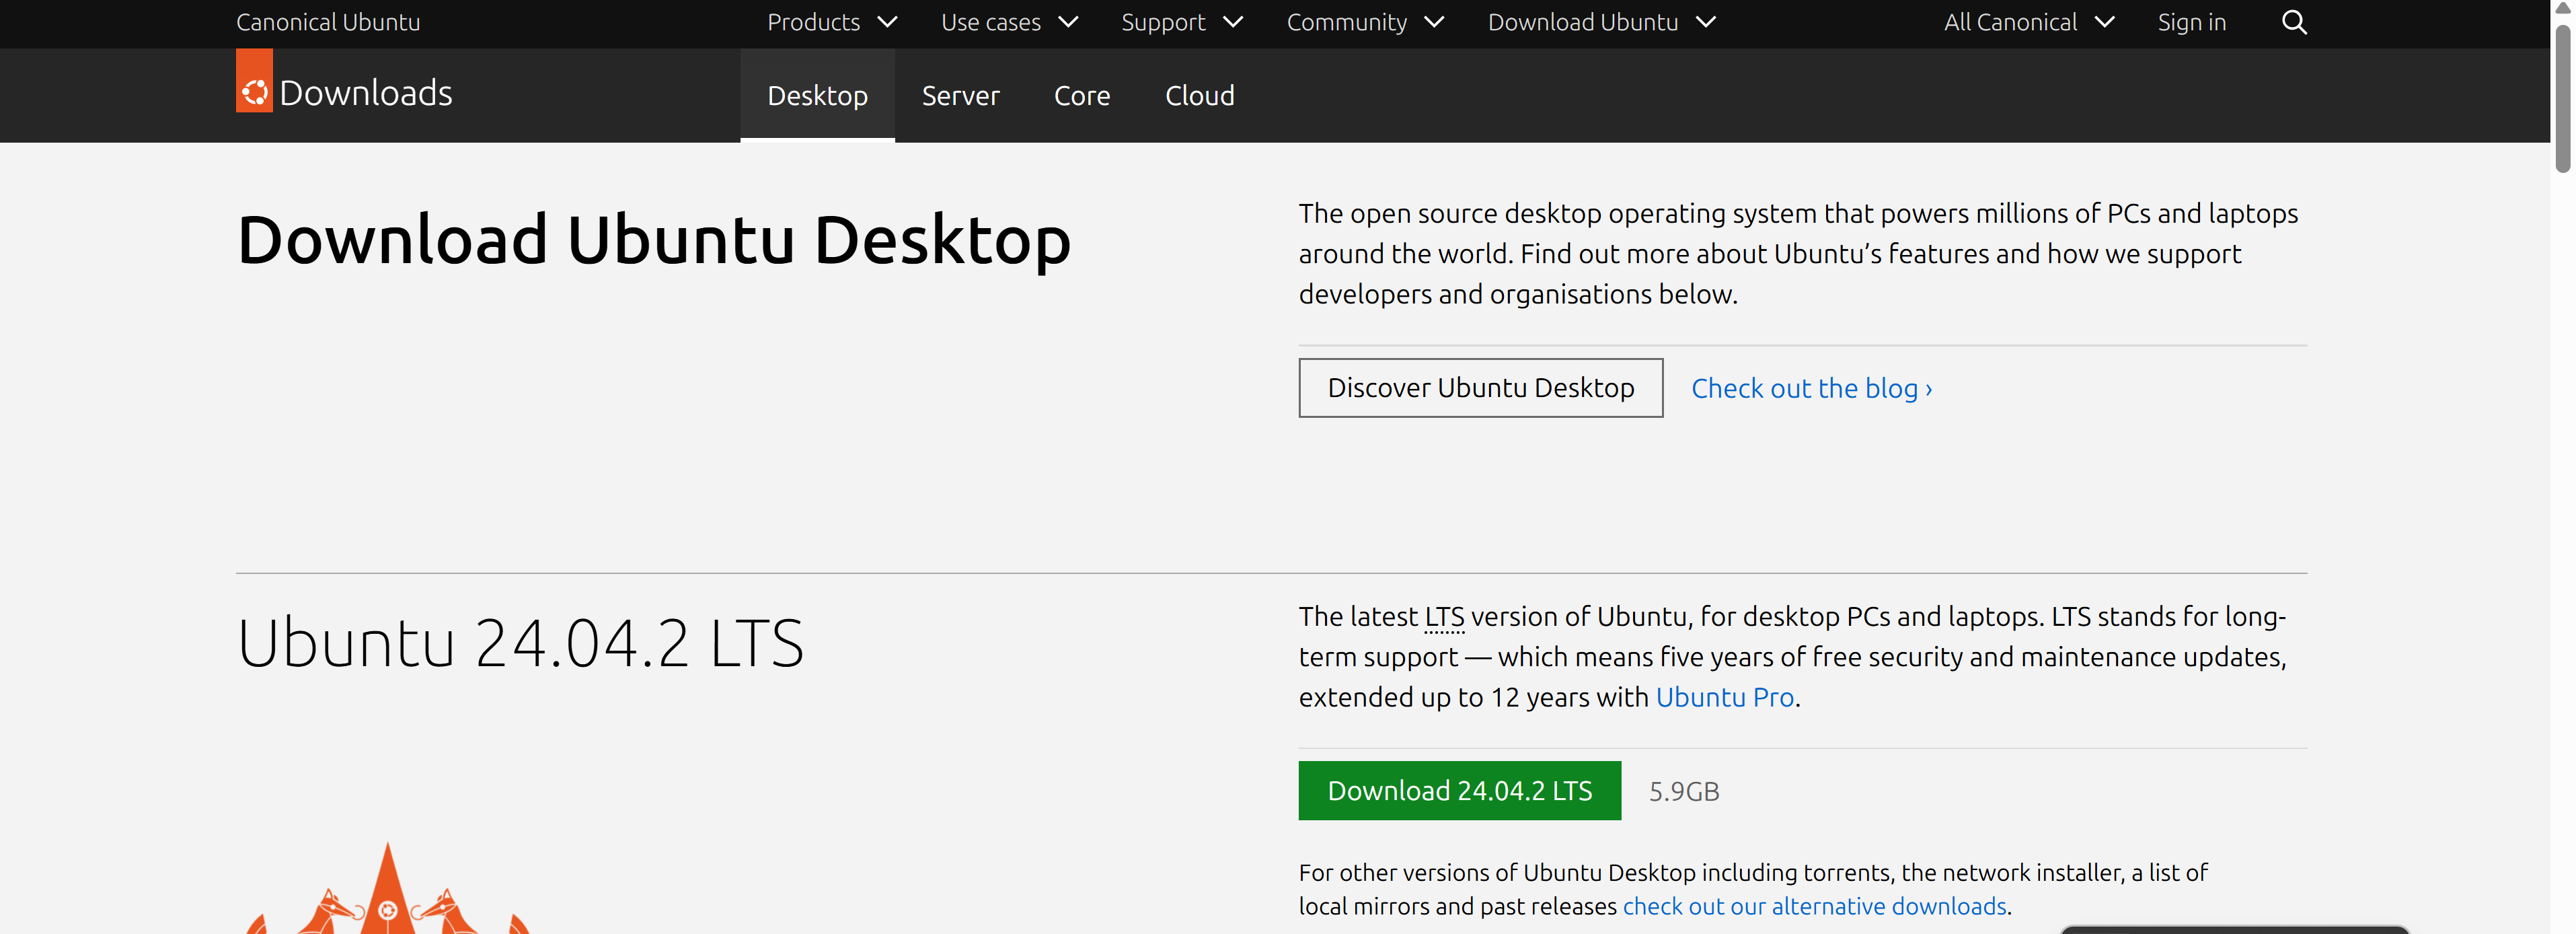 Canonical Ubuntu Products Use cases Support Community Download Ubuntu All Canonical Sign in
Downloads Desktop Server Core Cloud
Download Ubuntu Desktop
The open source desktop operating system that powers millions of PCs and laptops
around the world. Find out more about Ubuntu’s features and how we support
developers and organisations below.
Discover Ubuntu Desktop Check out the blog ›
Ubuntu 24.04.2 LTS
The latest LTS version of Ubuntu, for desktop PCs and laptops. LTS stands for long-
term support — which means five years of free security and maintenance updates,
extended up to 12 years with Ubuntu Pro.
Download 24.04.2 LTS 5.9GB
For other versions of Ubuntu Desktop including torrents, the network installer, a list of
local mirrors and past releases check out our alternative downloads.